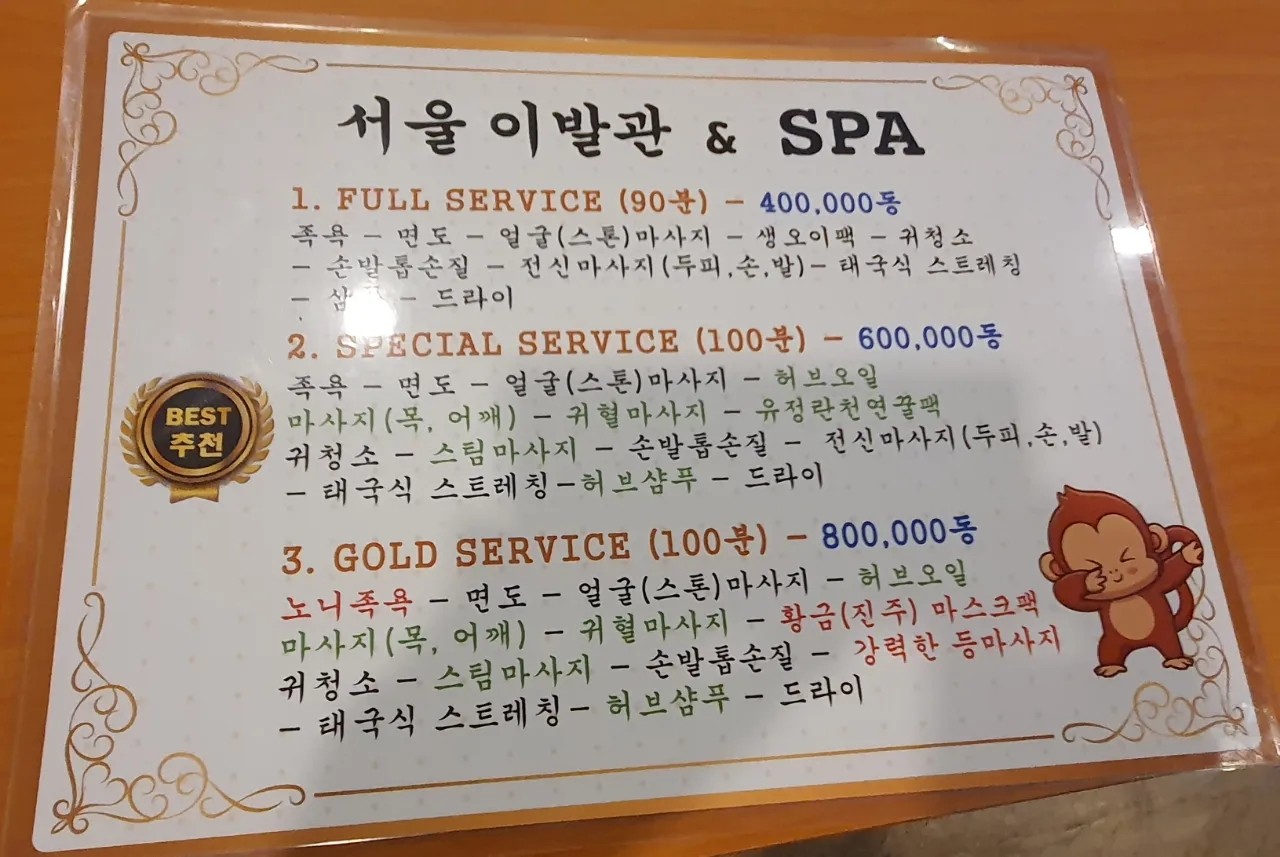 서울 이발관 & SPA
1. FULL SERVICE (90분) – 400,000동
족욕 – 면도 – 얼굴(스톤)마사지 – 생오이팩 – 귀청소
– 손발톱손질 – 전신마사지(두피,손,발)– 태국식 스트레칭
– – 드라이
2. SPECIAL SERVICE (100분) – 600,000동
족욕 – 면도 – 얼굴(스톤)마사지 – 허브오일
마사지(목, 어깨) – 귀혈마사지 – 유정란천연꿀팩
귀청소 – 스팀마사지 – 손발톱손질 – 전신마사지(두피,손,발)
– 태국식 스트레칭–허브샴푸 – 드라이
BEST
추천
3. GOLD SERVICE (100분) – 800,000동
노니족욕 – 면도 – 얼굴(스톤)마사지 – 허브오일
마사지(목, 어깨) – 귀혈마사지 – 황금(진주) 마스크팩
귀청소 – 스팀마사지 – 손발톱손질 – 강력한 등마사지
– 태국식 스트레칭– 허브샴푸 – 드라이